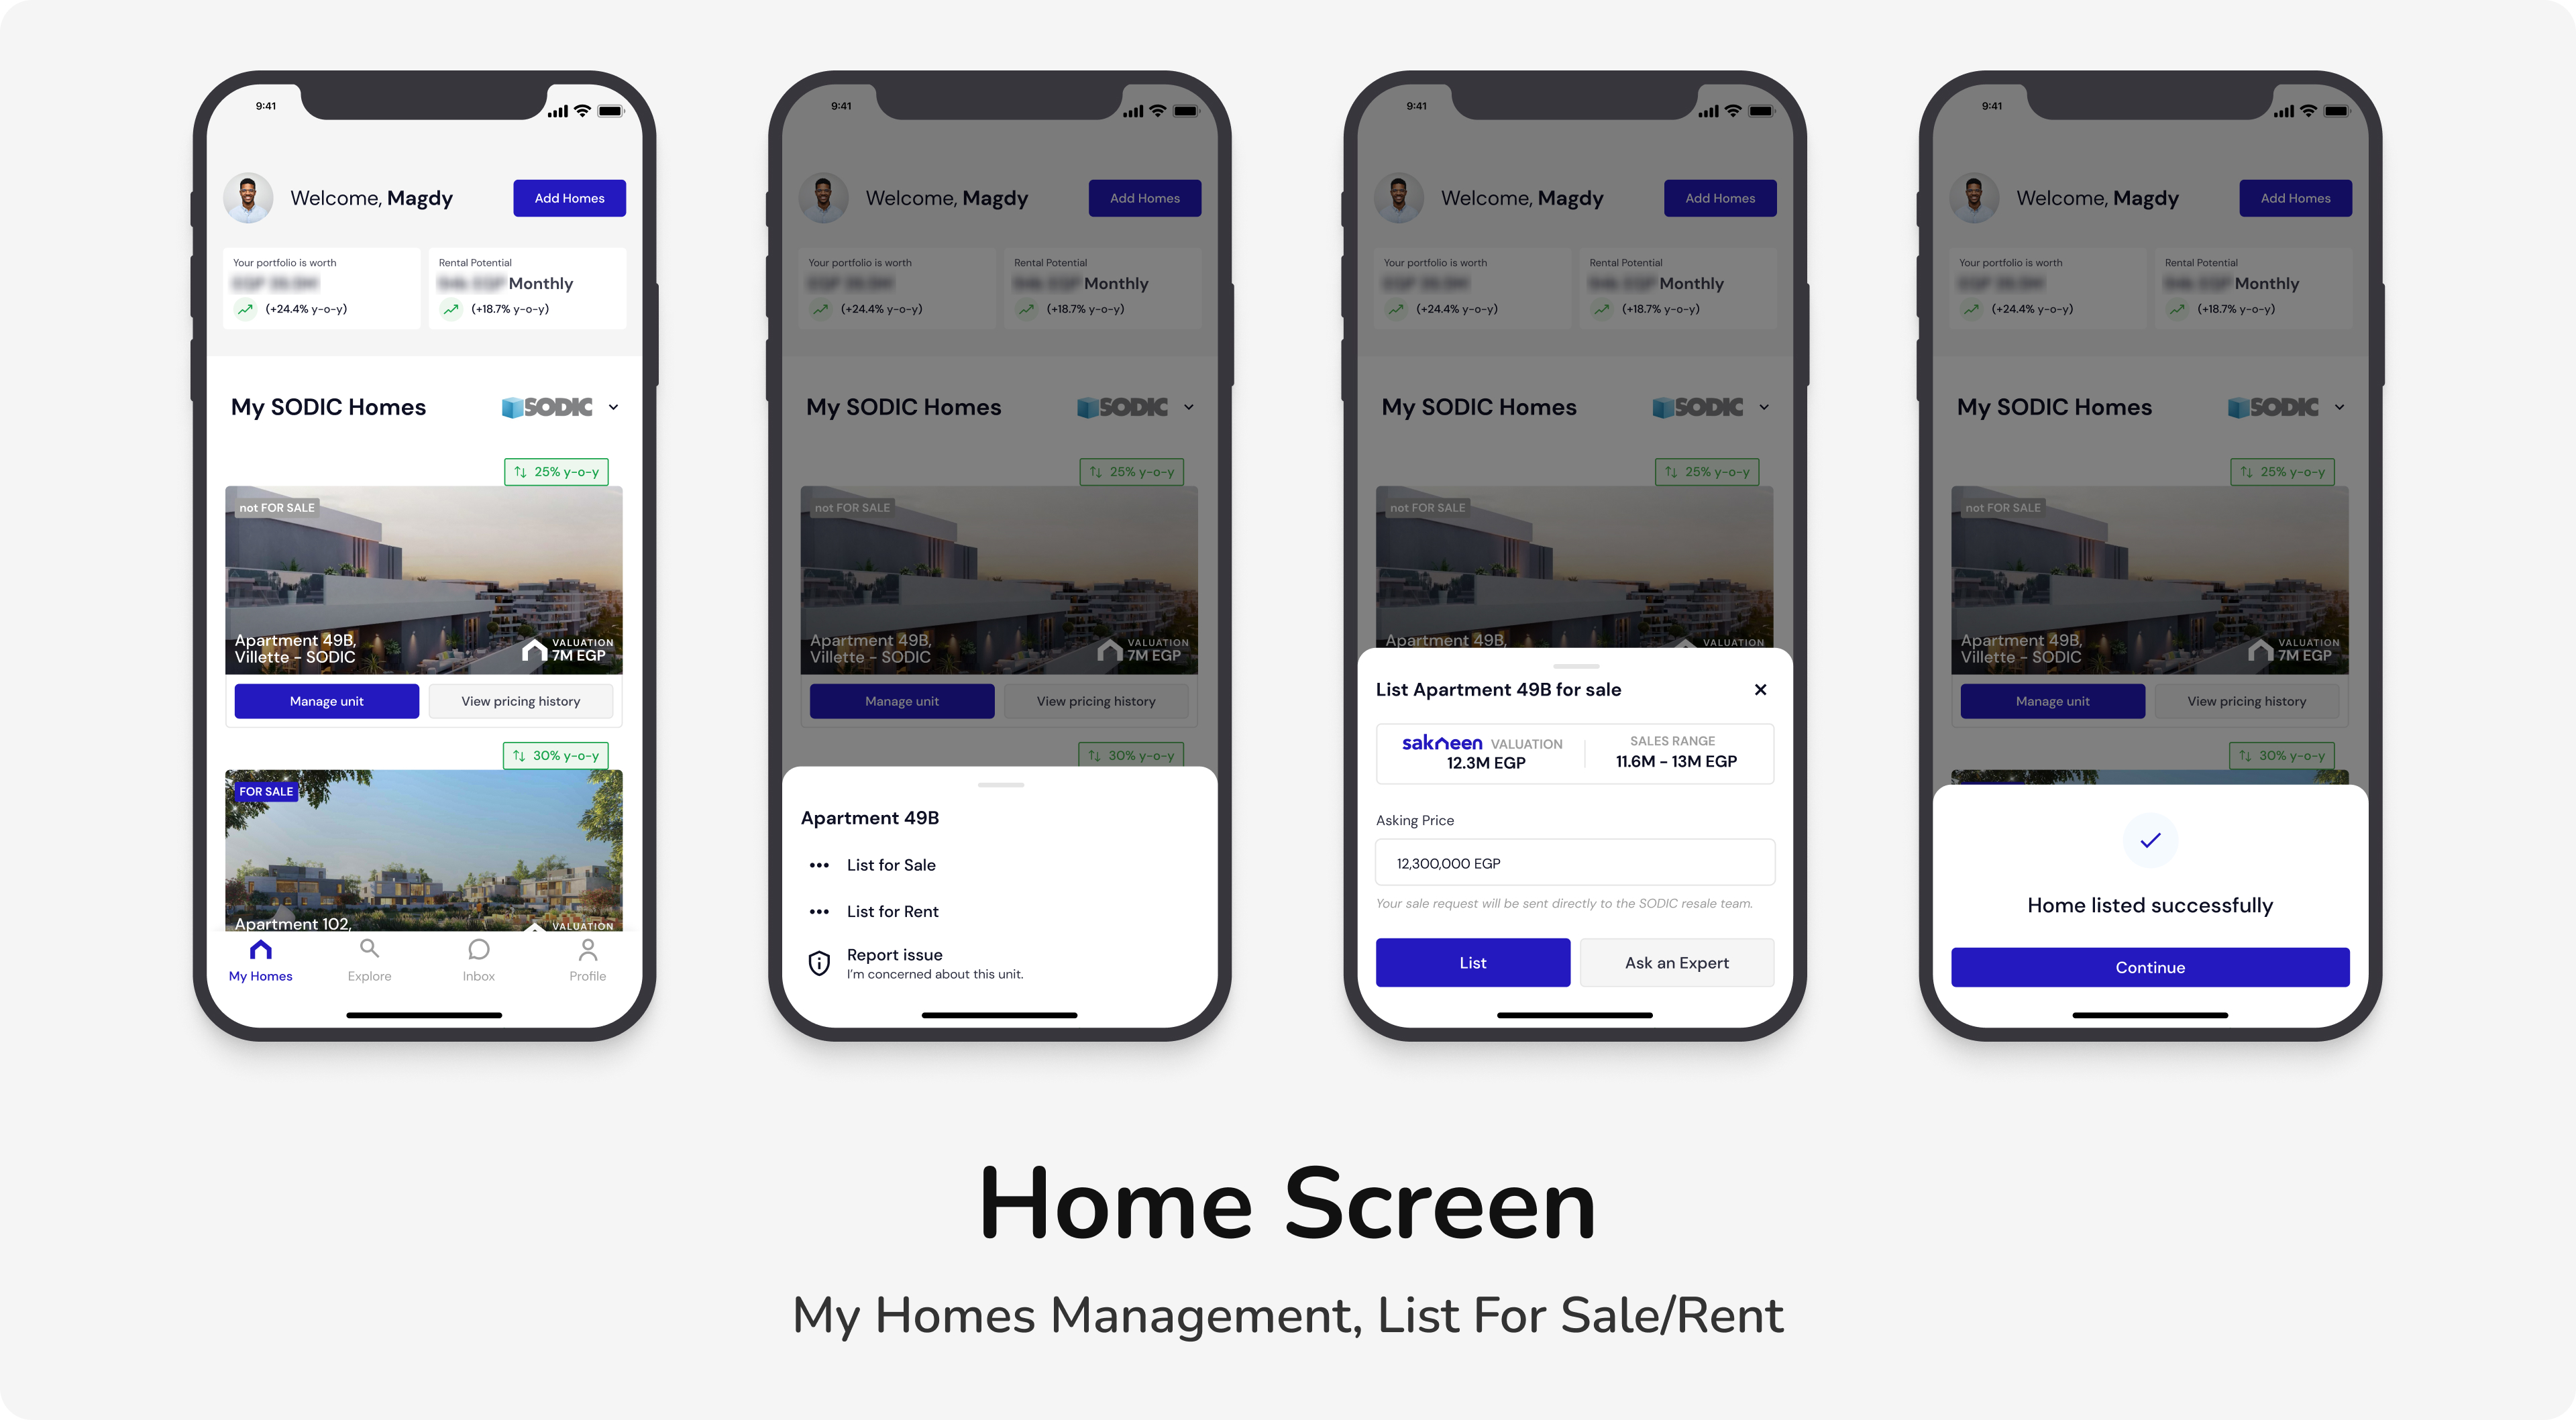 9:41
Welcome, Magdy
Add Homes
Your portfolio is worth
(+24.4% y-o-y)
Rental Potential
Monthly
(+18.7% y-o-y)
My SODIC Homes
SODIC
25% y-o-y
not FOR SALE
Apartment 49B,
Villette - SODIC
VALUATION
7M EGP
Manage unit
View pricing history
30% y-o-y
FOR SALE
Apartment 102,
VALUATION
My Homes
Explore
Inbox
Profile
9:41
Welcome, Magdy
Add Homes
Your portfolio is worth
(+24.4% y-o-y)
Rental Potential
Monthly
(+18.7% y-o-y)
My SODIC Homes
SODIC
25% y-o-y
not FOR SALE
Apartment 49B,
Villette - SODIC
VALUATION
7M EGP
Manage unit
View pricing history
30% y-o-y
Apartment 49B
List for Sale
List for Rent
Report issue
I'm concerned about this unit.
9:41
Welcome, Magdy
Add Homes
Your portfolio is worth
(+24.4% y-o-y)
Rental Potential
Monthly
(+18.7% y-o-y)
My SODIC Homes
SODIC
25% y-o-y
not FOR SALE
Apartment 49B,
VALUATION
List Apartment 49B for sale
sakneen VALUATION
12.3M EGP
SALES RANGE
11.6M - 13M EGP
Asking Price
12,300,000 EGP
Your sale request will be sent directly to the SODIC resale team.
List
Ask an Expert
9:41
Welcome, Magdy
Add Homes
Your portfolio is worth
(+24.4% y-o-y)
Rental Potential
Monthly
(+18.7% y-o-y)
My SODIC Homes
SODIC
25% y-o-y
not FOR SALE
Apartment 49B,
Villette - SODIC
VALUATION
7M EGP
Manage unit
View pricing history
30% y-o-y
Home listed successfully
Continue
Home Screen
My Homes Management, List For Sale/Rent